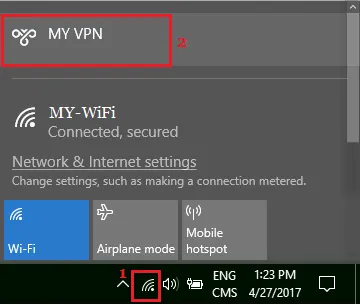 MY VPN
2
MY-WiFi
Connected, secured
Network & Internet settings
Change settings, such as making a connection metered.
Wi-Fi
Airplane mode
Mobile
hotspot
1
ENG
CMS
1:23 PM
4/27/2017